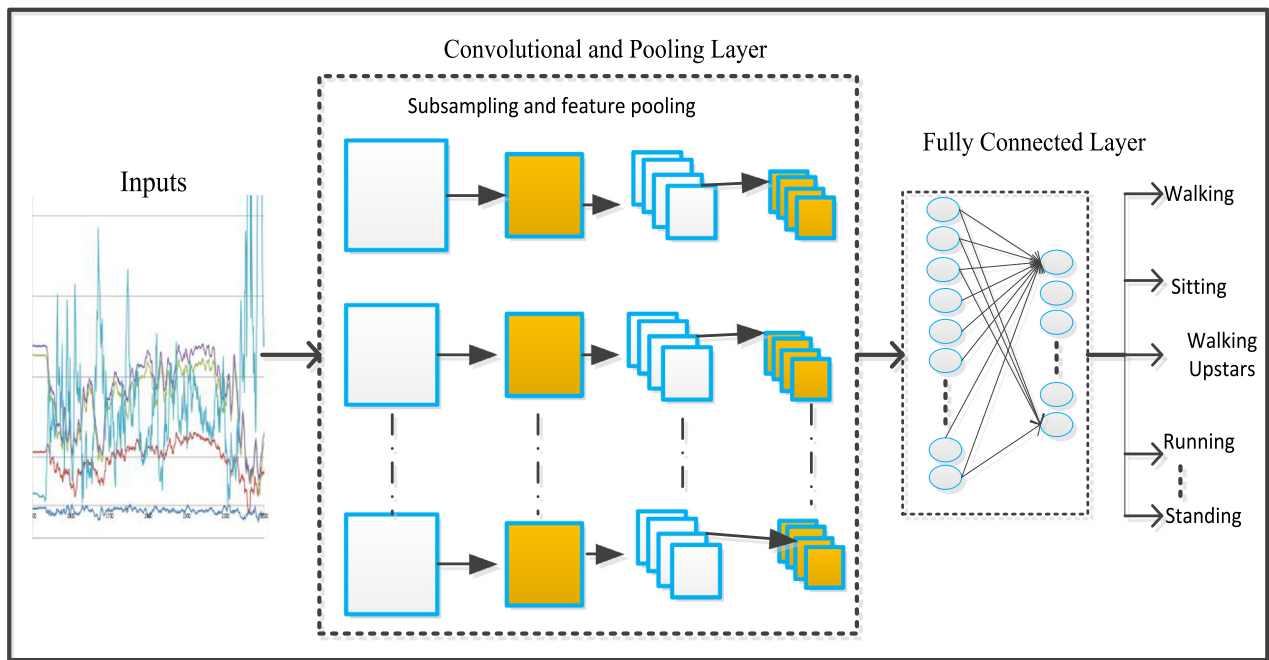 Convolutional and Pooling Layer
Subsampling and feature pooling
Fully Connected Layer
Inputs
Walking
Sitting
Walking
Upstars
Running
Standing